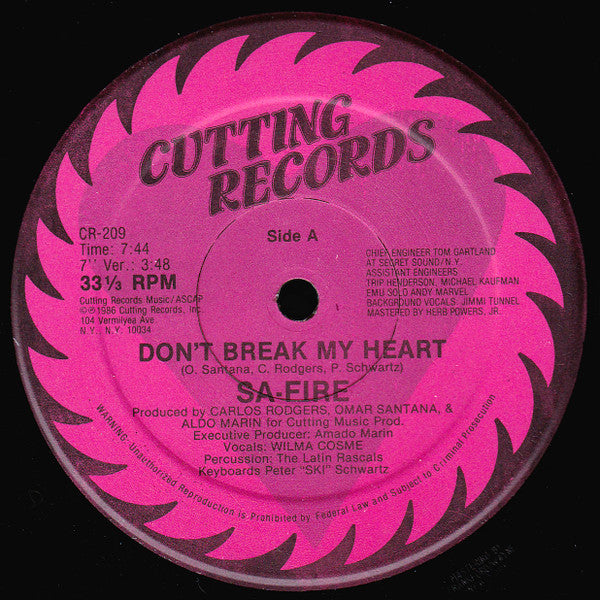 CUTTING
RECORDS
CR-209
Time: 7:44
7" Ver.: 3:48
33⅓ RPM
Cutting Records Music/ASCAP
©℗1986 Cutting Records, Inc.
104 Vermilyea Ave
N.Y., N.Y. 10034
Side A
CHIEF ENGINEER TOM GARTLAND
AT SECRET SOUND/N.Y.
ASSISTANT ENGINEERS
TRIP HENDERSON, MICHAEL KAUFMAN
EMU SOLO ANDY MARVEL
BACKGROUND VOCALS: JIMMI TUNNEL
MASTERED BY HERB POWERS, JR.
DON'T BREAK MY HEART
(O. Santana, C. Rodgers, P. Schwartz)
SA-FIRE
Produced by CARLOS RODGERS, OMAR SANTANA, &
ALDO MARIN for Cutting Music Prod.
Executive Producer: Amado Marin
Vocals: WILMA COSME
Percussion: The Latin Rascals
Keyboards Peter "SKI" Schwartz
WARNING: Unauthorized Reproduction is Prohibited by Federal Law and Subject to Criminal Prosecution